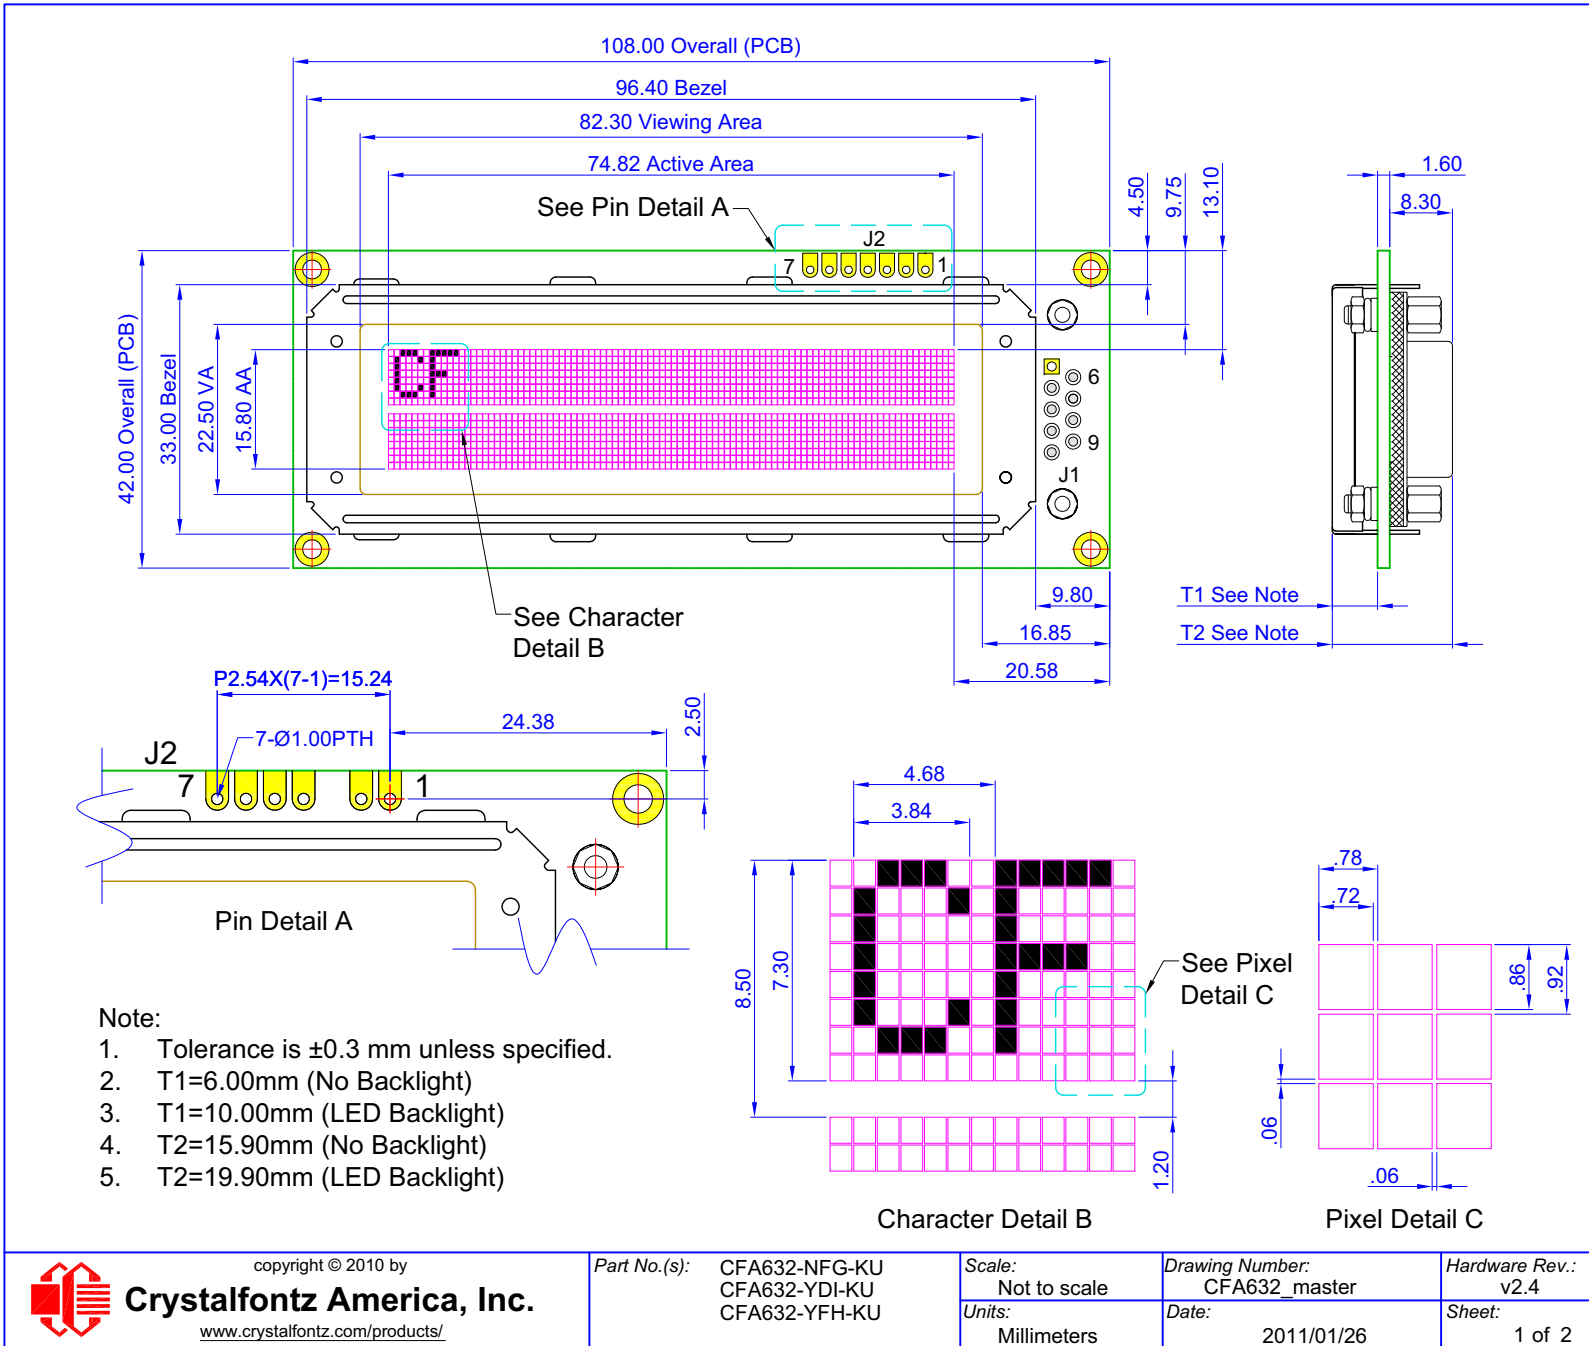 108.00 Overall (PCB)
96.40 Bezel
82.30 Viewing Area
74.82 Active Area
See Pin Detail A
J2
7
1
4.50
9.75
13.10
1.60
8.30
42.00 Overall (PCB)
33.00 Bezel
22.50 VA
15.80 AA
CF
6
9
J1
9.80
16.85
20.58
T1 See Note
T2 See Note
See Character
Detail B
P2.54X(7-1)=15.24
24.38
2.50
7-Ø1.00PTH
J2
7
1
Pin Detail A
4.68
3.84
8.50
7.30
CF
See Pixel
Detail C
1.20
Character Detail B
.78
.72
.86
.92
.06
.06
Pixel Detail C
Note:
1. Tolerance is ±0.3 mm unless specified.
2. T1=6.00mm (No Backlight)
3. T1=10.00mm (LED Backlight)
4. T2=15.90mm (No Backlight)
5. T2=19.90mm (LED Backlight)
copyright © 2010 by
Crystalfontz America, Inc.
www.crystalfontz.com/products/
Part No.(s):
CFA632-NFG-KU
CFA632-YDI-KU
CFA632-YFH-KU
Scale:
Not to scale
Units:
Millimeters
Drawing Number:
CFA632_master
Date:
2011/01/26
Hardware Rev.:
v2.4
Sheet:
1 of 2